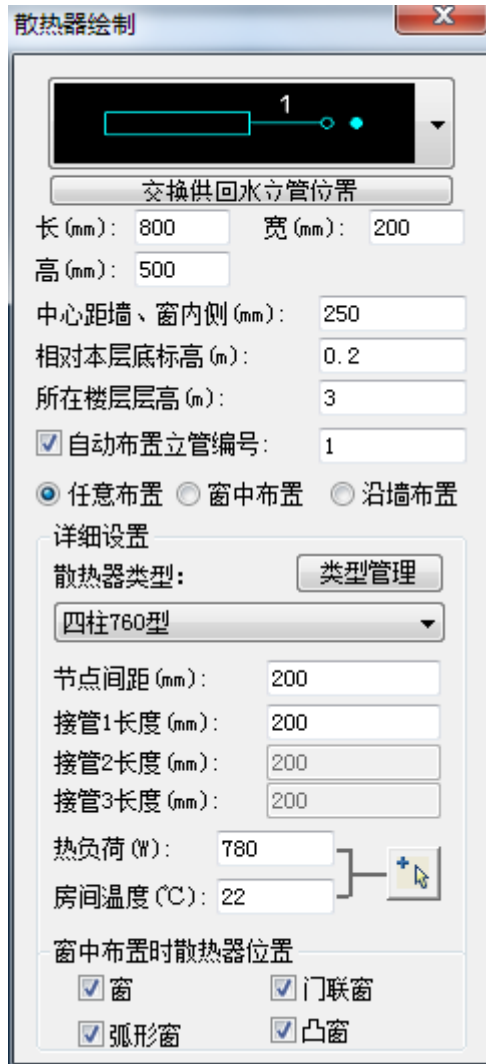 散热器绘制
1
交换供回水立管位置
长(mm): 800 宽(mm): 200
高(mm): 500
中心距墙、窗内侧(mm): 250
相对本层底标高(m): 0.2
所在楼层层高(m): 3
自动布置立管编号: 1
任意布置 窗中布置 沿墙布置
详细设置
散热器类型: 类型管理
四柱760型
节点间距(mm): 200
接管1长度(mm): 200
接管2长度(mm): 200
接管3长度(mm): 200
热负荷(W): 780
房间温度(℃): 22
窗中布置时散热器位置
窗 门联窗
弧形窗 凸窗